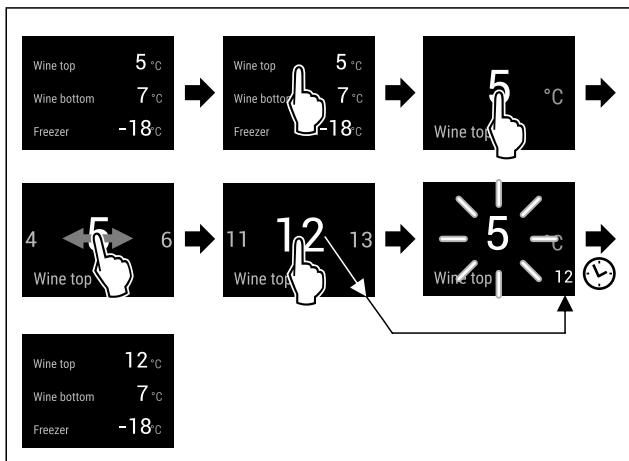 Wine top 5 °C
Wine bottom 7 °C
Freezer -18°C
Wine top 5 °C
Wine bottom 7 °C
Freezer -18°C
5 °C
Wine top
4 5 6
Wine top
11 12 13
Wine top
5 °C
Wine top 12
Wine top 12 °C
Wine bottom 7 °C
Freezer -18°C